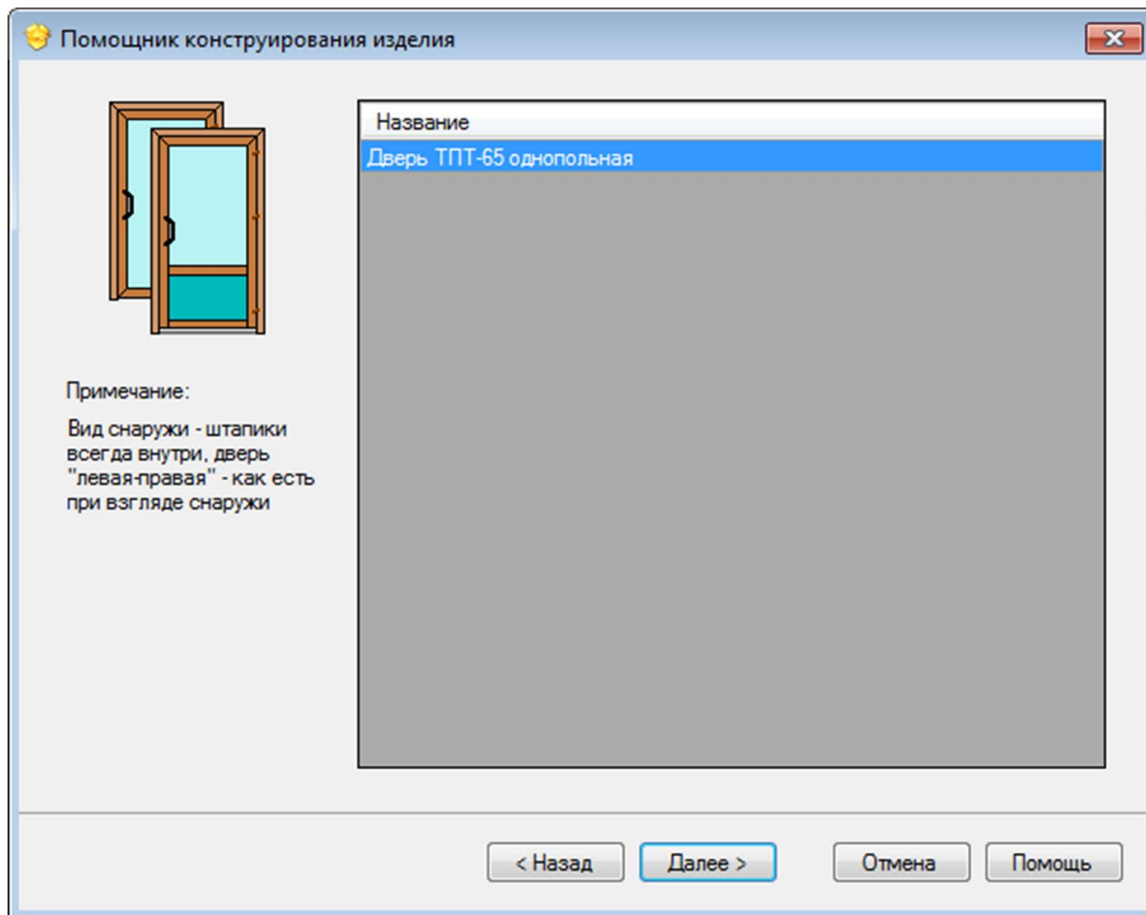 Помощник конструирования изделия
Название
Дверь ТПТ-65 однопольная
Примечание:
Вид снаружи - штапики
всегда внутри, дверь
"левая-правая" - как есть
при взгляде снаружи
< Назад
Далее >
Отмена
Помощь